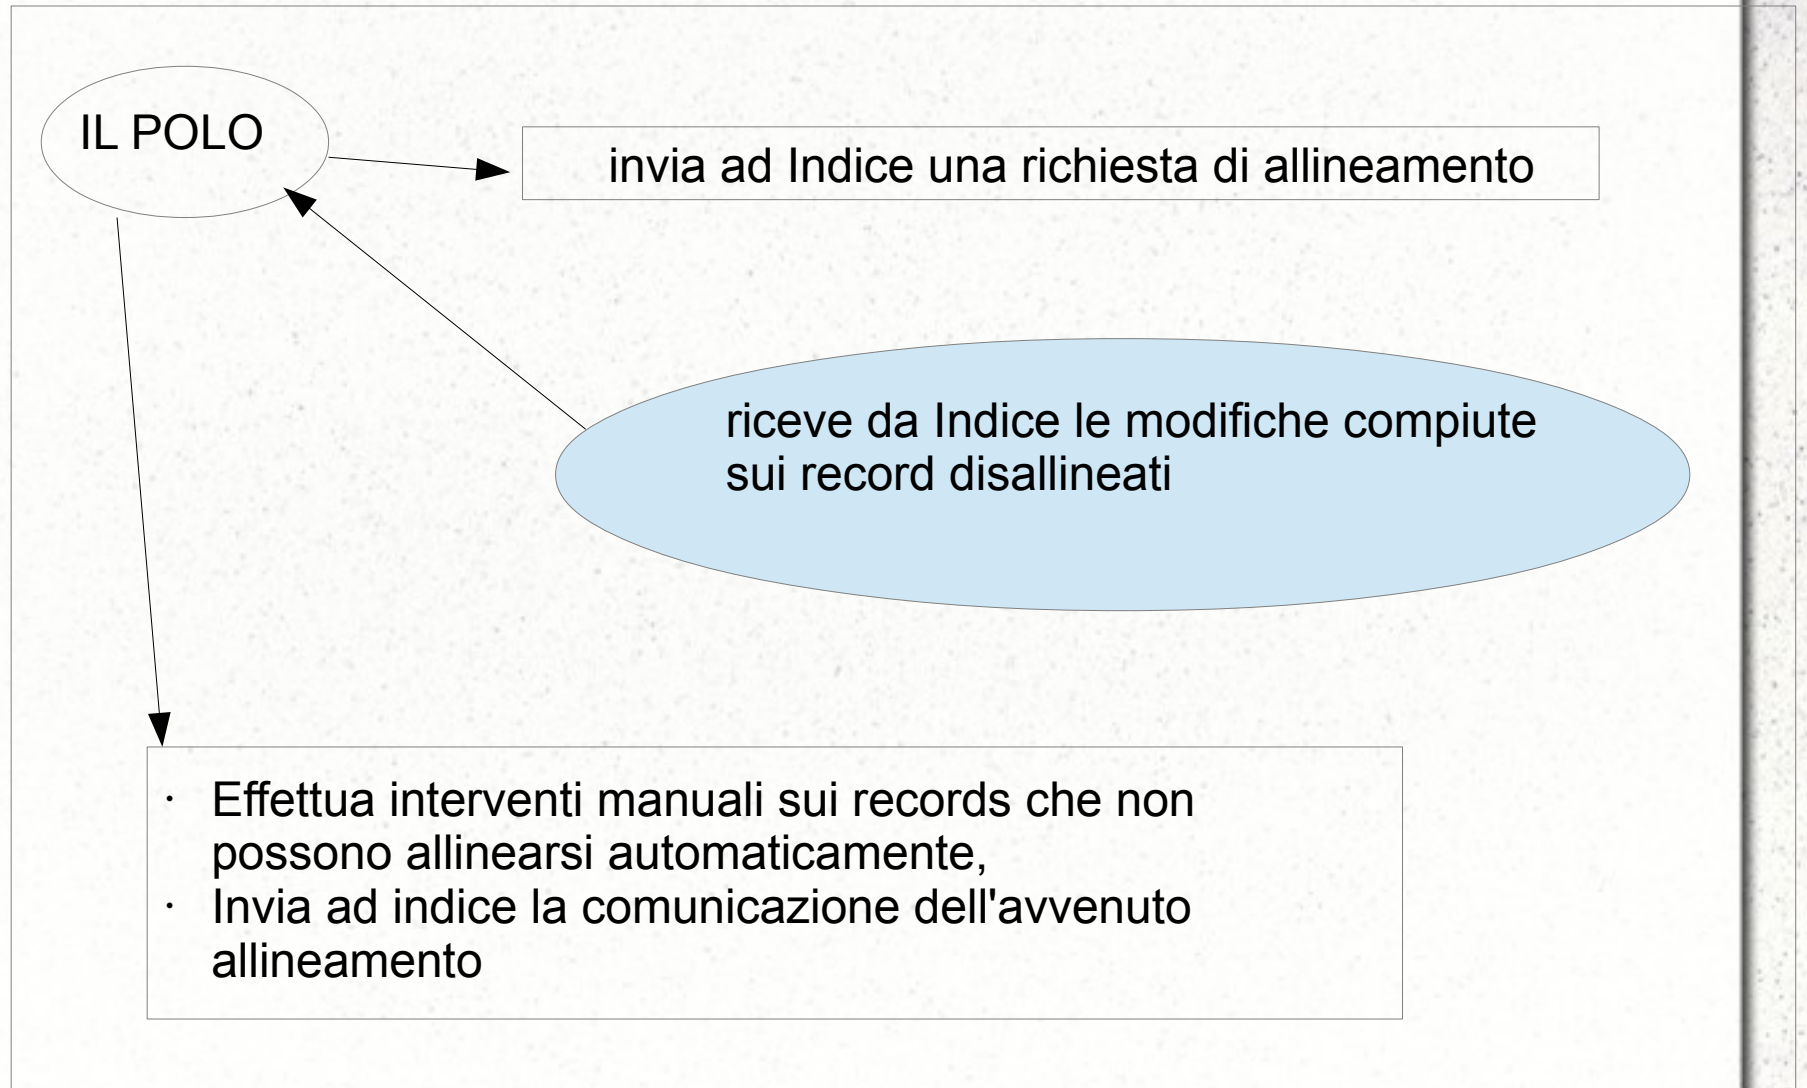 IL POLO
invia ad Indice una richiesta di allineamento
riceve da Indice le modifiche compiute
sui record disallineati
· Effettua interventi manuali sui records che non
possono allinearsi automaticamente,
· Invia ad indice la comunicazione dell'avvenuto
allineamento